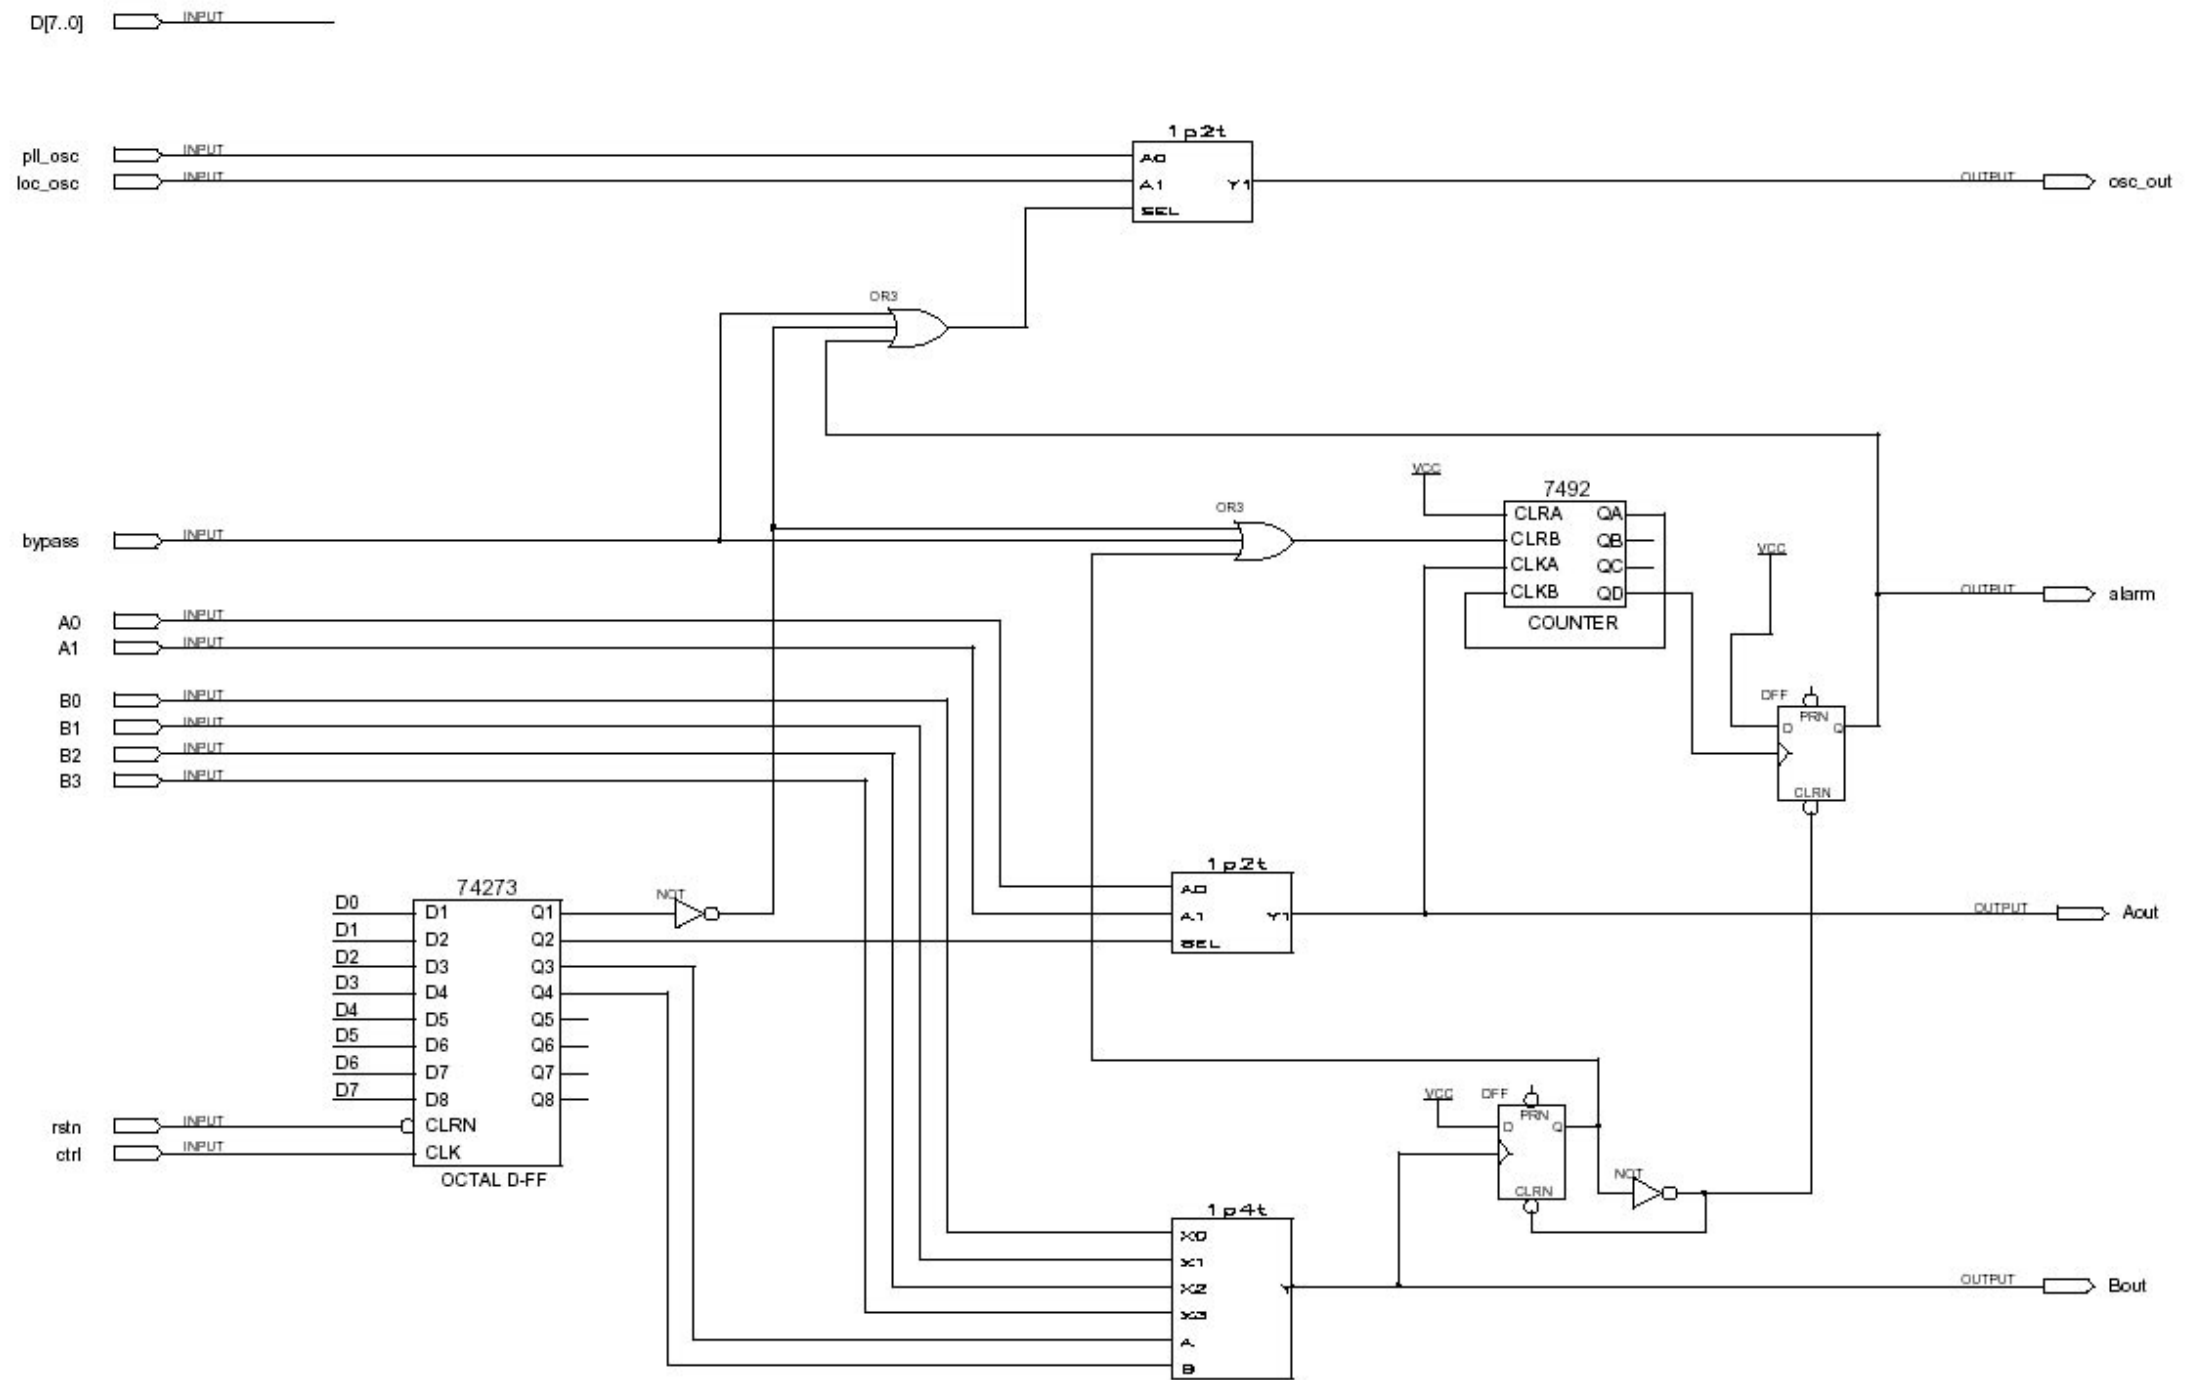 D[7..0] INPUT
1p2t
pll_osc INPUT A0
loc_osc INPUT A1 Y1 OUTPUT osc_out
SEL
OR3
VCC
7492
OR3
CLRA QA
bypass INPUT CLRB QB
VCC
CLKA QC
CLKB QD OUTPUT alarm
A0 INPUT COUNTER
A1 INPUT
B0 INPUT DFF
PRN
B1 INPUT D Q
B2 INPUT
B3 INPUT
CLRN
1p2t
74273 NOT A0
D0 D1 Q1 A1 Y1 OUTPUT Aout
D1 D2 Q2 SEL
D2 D3 Q3
D3 D4 Q4
D4 D5 Q5
D5 D6 Q6
D6 D7 Q7
D7 D8 Q8 VCC DFF
PRN
rstn INPUT CLRN D Q
ctrl INPUT CLK
OCTAL D-FF NOT
CLRN
1p4t
X0
X1
X2 Y OUTPUT Bout
X3
A
B